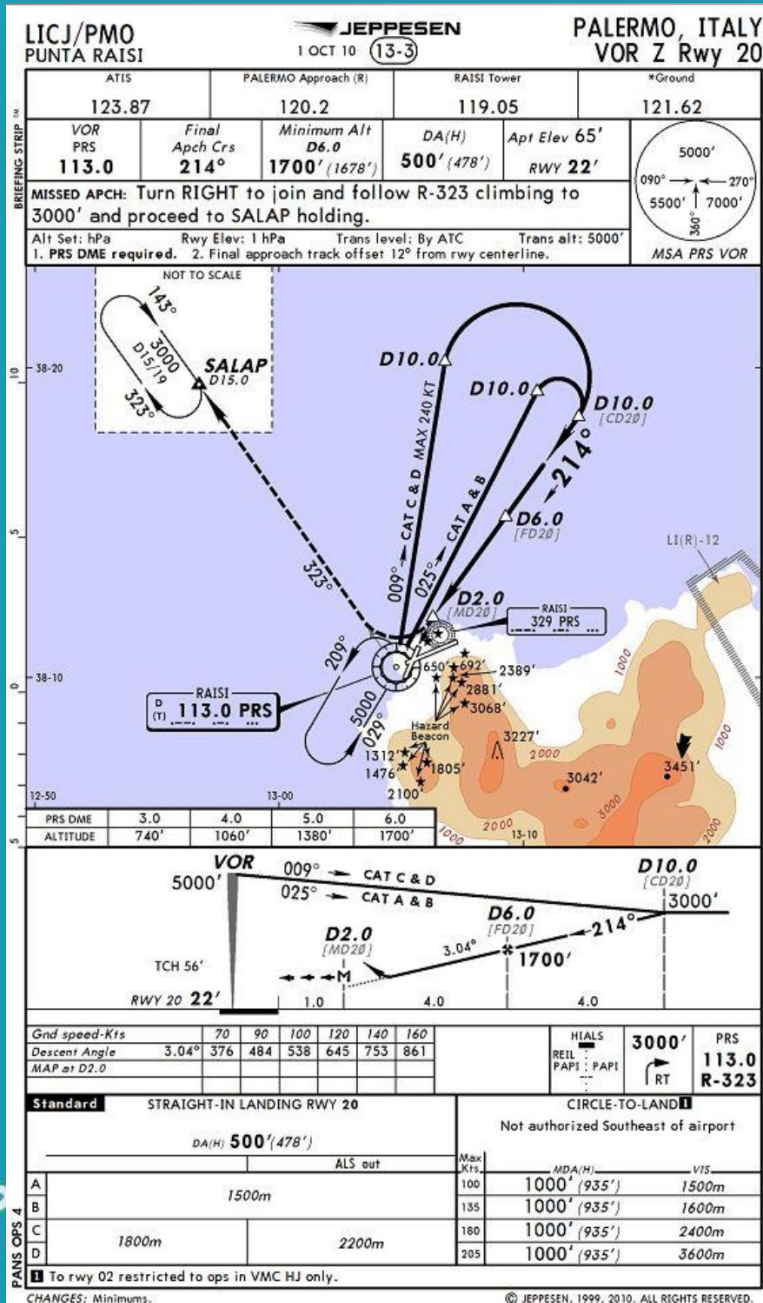 LICJ/PMO
PUNTA RAISI
JEPPESEN
1 OCT 10 13-3
PALERMO, ITALY
VOR Z Rwy 20
BRIEFING STRIP TM
ATIS PALERMO Approach (R) RAISI Tower *Ground
123.87 120.2 119.05 121.62
VOR PRS 113.0
Final Apch Crs 214°
Minimum Alt D6.0 1700' (1678')
DA(H) 500' (478')
Apt Elev 65'
RWY 22'
MISSED APCH: Turn RIGHT to join and follow R-323 climbing to
3000' and proceed to SALAP holding.
Alt Set: hPa Rwy Elev: 1 hPa Trans level: By ATC Trans alt: 5000'
1. PRS DME required. 2. Final approach track offset 12° from rwy centerline.
5000'
090° 270°
5500' 7000'
360°
MSA PRS VOR
NOT TO SCALE
143°
3000
D15/19
323°
SALAP
D15.0
38-20
10
D10.0
D10.0
D10.0
[CD20]
009° CAT C & D MAX 240 KT
025° CAT A & B
214°
D6.0
[FD20]
5
LI(R)-12
323°
D2.0
[MD20]
RAISI
329 PRS
209°
5000
029°
38-10
0
RAISI
D (T) 113.0 PRS
650' 692' 2389'
2881'
3068'
Hazard
Beacon
3227'
1312'
1476'
1805'
2100'
3042'
3451'
1000
1000
2000
3000
1000
2000
2000
12-50 13-00 13-10
5
PRS DME 3.0 4.0 5.0 6.0
ALTITUDE 740' 1060' 1380' 1700'
VOR
5000'
009° CAT C & D
025° CAT A & B
D10.0
[CD20]
3000'
D6.0
[FD20]
214°
D2.0
[MD20]
3.04°
1700'
TCH 56'
M
RWY 20 22'
1.0 4.0 4.0
Gnd speed-Kts 70 90 100 120 140 160
Descent Angle 3.04° 376 484 538 645 753 861
MAP at D2.0
HIALS
REIL
PAPI PAPI
3000'
RT
PRS
113.0
R-323
Standard STRAIGHT-IN LANDING RWY 20
DA(H) 500' (478')
ALS out
A
B
1500m
C
D
1800m 2200m
CIRCLE-TO-LAND 1
Not authorized Southeast of airport
Max Kts MDA(H) VIS
100 1000' (935') 1500m
135 1000' (935') 1600m
180 1000' (935') 2400m
205 1000' (935') 3600m
PANS OPS 4
1 To rwy 02 restricted to ops in VMC HJ only.
CHANGES: Minimums.
© JEPPESEN, 1999, 2010. ALL RIGHTS RESERVED.